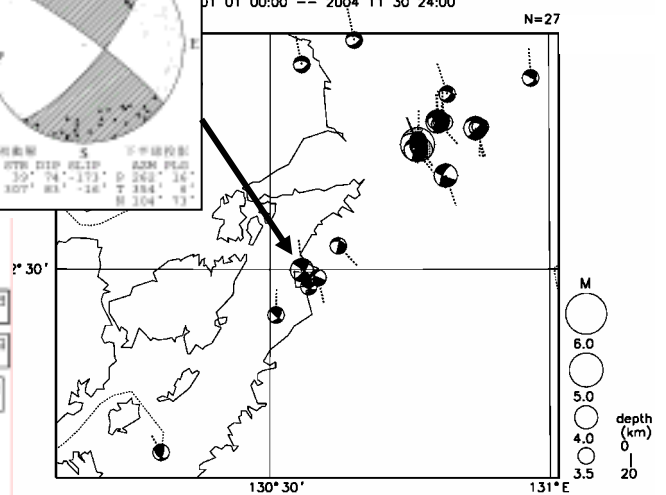 01 01 00:00 -- 2004 11 30 24:00
N=27
E
S
STR DIP SLIP AZM PLG
39° 74° -173° P 262° 16°
307° 83° -16° T 354° 8°
N 104° 73°
2°30'
M
6.0
5.0
4.0
3.5
depth
(km)
0
20
130°30'
131°E